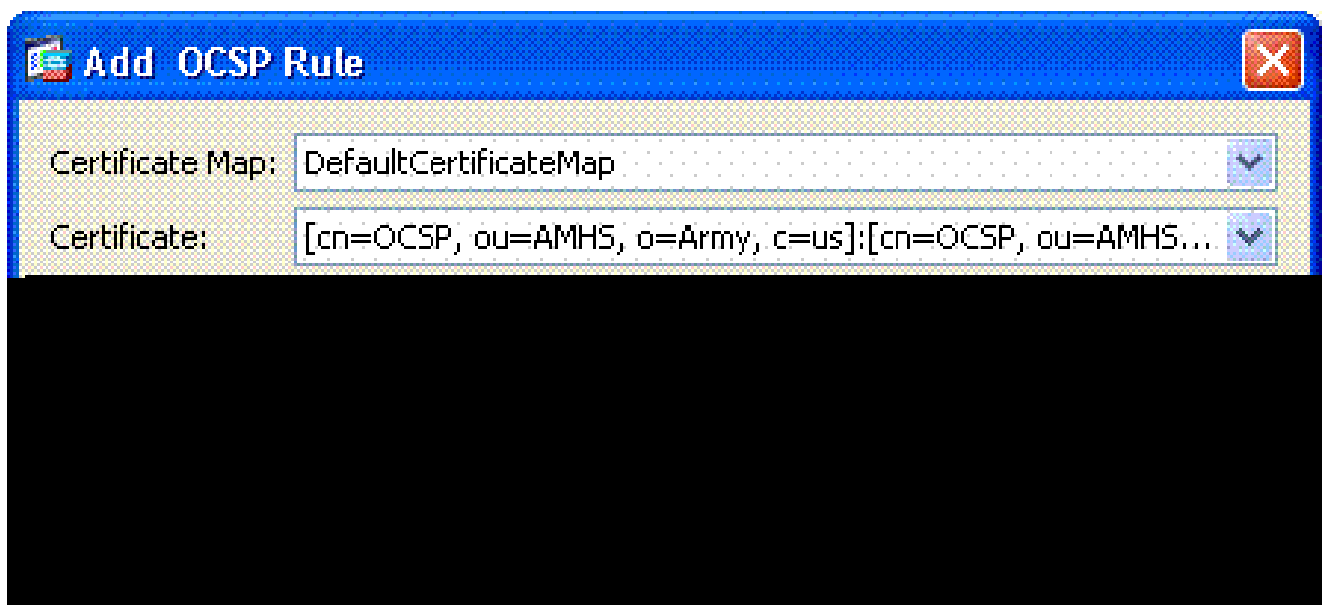 Add OCSP Rule
Certificate Map: DefaultCertificateMap
Certificate: [cn=OCSP, ou=AMHS, o=Army, c=us]:[cn=OCSP, ou=AMHS...